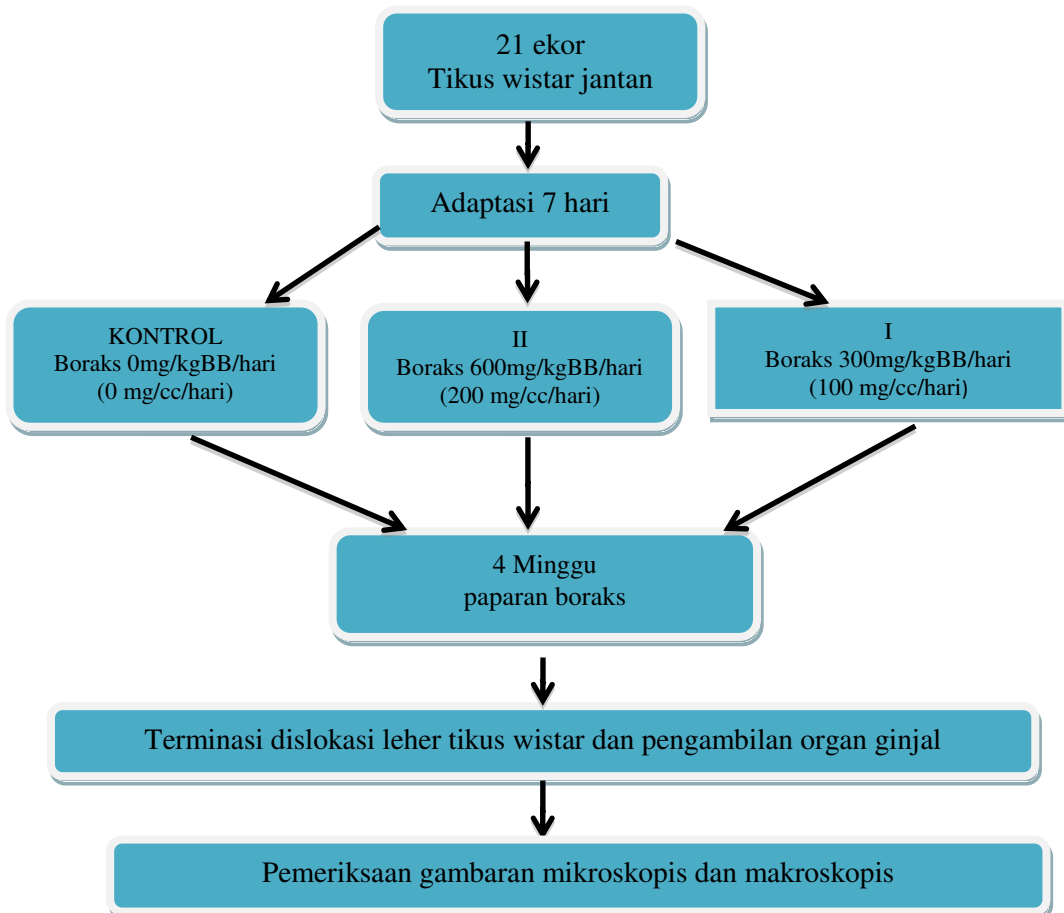 21 ekor
Tikus wistar jantan
Adaptasi 7 hari
KONTROL
Boraks 0mg/kgBB/hari
(0 mg/cc/hari)
II
Boraks 600mg/kgBB/hari
(200 mg/cc/hari)
I
Boraks 300mg/kgBB/hari
(100 mg/cc/hari)
4 Minggu
paparan boraks
Terminasi dislokasi leher tikus wistar dan pengambilan organ ginjal
Pemeriksaan gambaran mikroskopis dan makroskopis